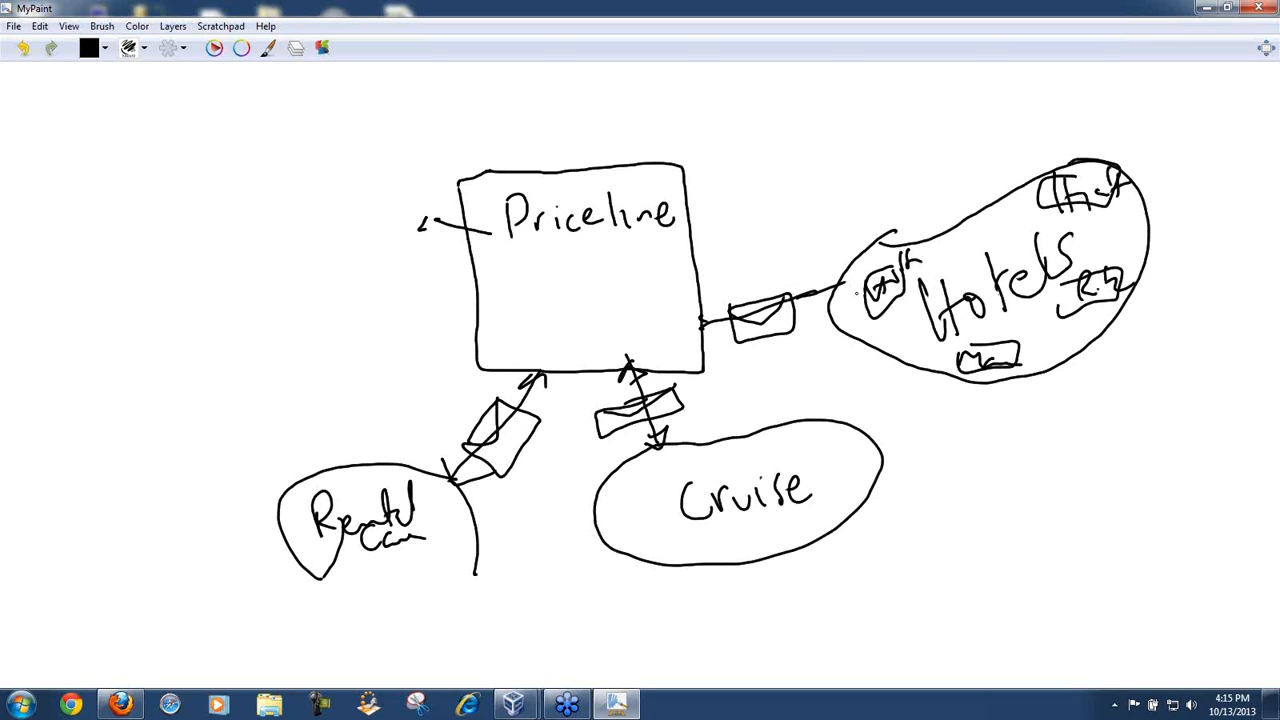 MyPaint
File Edit View Brush Color Layers Scratchpad Help
Priceline
Hotels
Cruise
Rental
Car
4:15 PM
10/13/2013